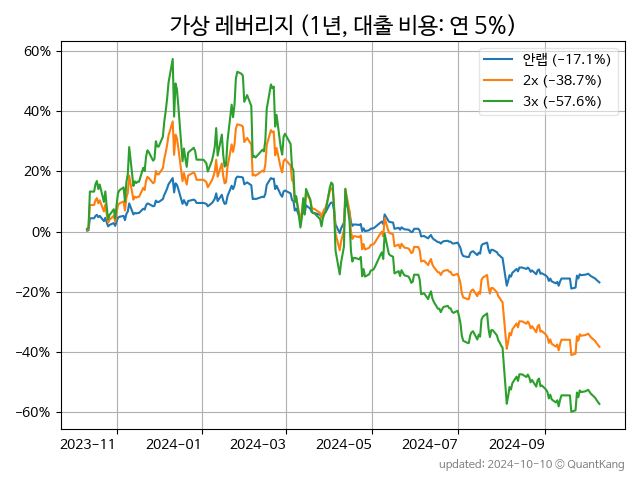 가상 레버리지 (1년, 대출 비용: 연 5%)
안랩 (−17.1%)
2x (−38.7%)
3x (−57.6%)
60%
40%
20%
0%
−20%
−40%
−60%
2023-11
2024-01
2024-03
2024-05
2024-07
2024-09
updated: 2024-10-10 © QuantKang